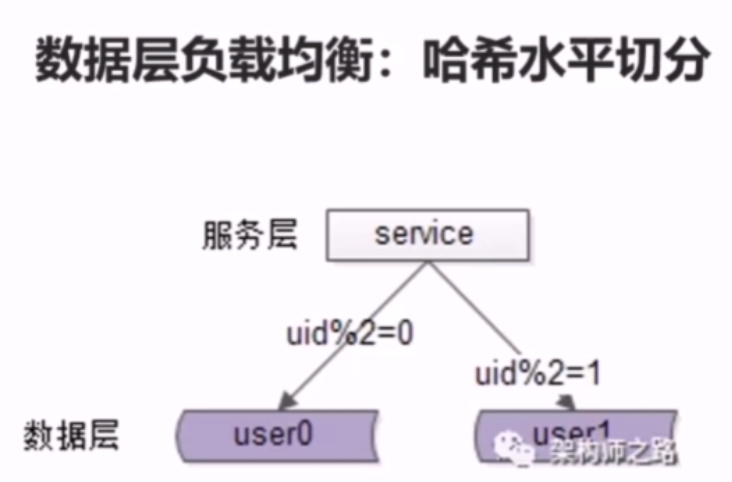 数据层负载均衡：哈希水平切分
服务层
service
uid%2=0
uid%2=1
数据层
user0
user1
架构师之路